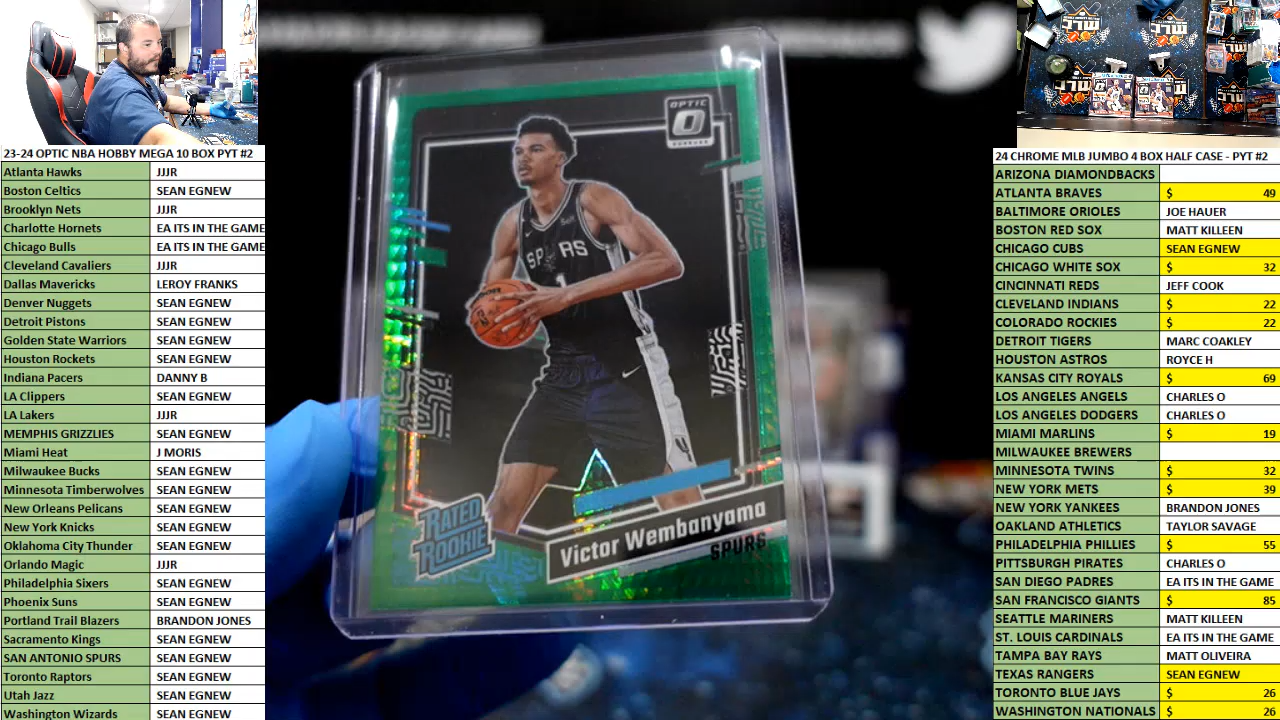 23-24 OPTIC NBA HOBBY MEGA 10 BOX PYT #2
Atlanta Hawks JJJR
Boston Celtics SEAN EGNEW
Brooklyn Nets JJJR
Charlotte Hornets EA ITS IN THE GAME
Chicago Bulls EA ITS IN THE GAME
Cleveland Cavaliers JJJR
Dallas Mavericks LEROY FRANKS
Denver Nuggets SEAN EGNEW
Detroit Pistons SEAN EGNEW
Golden State Warriors SEAN EGNEW
Houston Rockets SEAN EGNEW
Indiana Pacers DANNY B
LA Clippers SEAN EGNEW
LA Lakers JJJR
MEMPHIS GRIZZLIES SEAN EGNEW
Miami Heat J MORIS
Milwaukee Bucks SEAN EGNEW
Minnesota Timberwolves SEAN EGNEW
New Orleans Pelicans SEAN EGNEW
New York Knicks SEAN EGNEW
Oklahoma City Thunder SEAN EGNEW
Orlando Magic JJJR
Philadelphia Sixers SEAN EGNEW
Phoenix Suns SEAN EGNEW
Portland Trail Blazers BRANDON JONES
Sacramento Kings SEAN EGNEW
SAN ANTONIO SPURS SEAN EGNEW
Toronto Raptors SEAN EGNEW
Utah Jazz SEAN EGNEW
Washington Wizards SEAN EGNEW
OPTIC
SPURS
1
RATED
ROOKIE
Victor Wembanyama
SPURS
24 CHROME MLB JUMBO 4 BOX HALF CASE - PYT #2
ARIZONA DIAMONDBACKS
ATLANTA BRAVES $ 49
BALTIMORE ORIOLES JOE HAUER
BOSTON RED SOX MATT KILLEEN
CHICAGO CUBS SEAN EGNEW
CHICAGO WHITE SOX $ 32
CINCINNATI REDS JEFF COOK
CLEVELAND INDIANS $ 22
COLORADO ROCKIES $ 22
DETROIT TIGERS MARC COAKLEY
HOUSTON ASTROS ROYCE H
KANSAS CITY ROYALS $ 69
LOS ANGELES ANGELS CHARLES O
LOS ANGELES DODGERS CHARLES O
MIAMI MARLINS $ 19
MILWAUKEE BREWERS
MINNESOTA TWINS $ 32
NEW YORK METS $ 39
NEW YORK YANKEES BRANDON JONES
OAKLAND ATHLETICS TAYLOR SAVAGE
PHILADELPHIA PHILLIES $ 55
PITTSBURGH PIRATES CHARLES O
SAN DIEGO PADRES EA ITS IN THE GAME
SAN FRANCISCO GIANTS $ 85
SEATTLE MARINERS MATT KILLEEN
ST. LOUIS CARDINALS EA ITS IN THE GAME
TAMPA BAY RAYS MATT OLIVEIRA
TEXAS RANGERS SEAN EGNEW
TORONTO BLUE JAYS $ 26
WASHINGTON NATIONALS $ 26